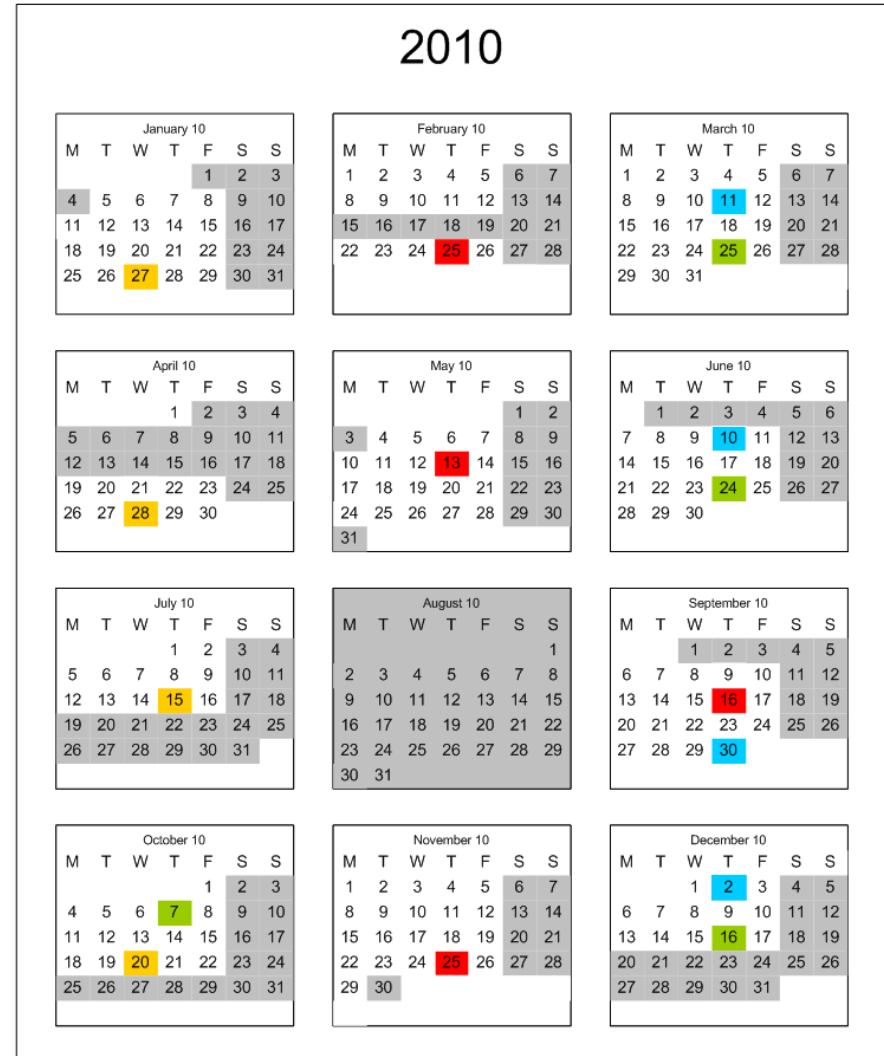 2010
January 10
M T W T F S S
1 2 3
4 5 6 7 8 9 10
11 12 13 14 15 16 17
18 19 20 21 22 23 24
25 26 27 28 29 30 31
February 10
M T W T F S S
1 2 3 4 5 6 7
8 9 10 11 12 13 14
15 16 17 18 19 20 21
22 23 24 25 26 27 28
March 10
M T W T F S S
1 2 3 4 5 6 7
8 9 10 11 12 13 14
15 16 17 18 19 20 21
22 23 24 25 26 27 28
29 30 31
April 10
M T W T F S S
1 2 3 4
5 6 7 8 9 10 11
12 13 14 15 16 17 18
19 20 21 22 23 24 25
26 27 28 29 30
May 10
M T W T F S S
1 2
3 4 5 6 7 8 9
10 11 12 13 14 15 16
17 18 19 20 21 22 23
24 25 26 27 28 29 30
31
June 10
M T W T F S S
1 2 3 4 5 6
7 8 9 10 11 12 13
14 15 16 17 18 19 20
21 22 23 24 25 26 27
28 29 30
July 10
M T W T F S S
1 2 3 4
5 6 7 8 9 10 11
12 13 14 15 16 17 18
19 20 21 22 23 24 25
26 27 28 29 30 31
August 10
M T W T F S S
1
2 3 4 5 6 7 8
9 10 11 12 13 14 15
16 17 18 19 20 21 22
23 24 25 26 27 28 29
30 31
September 10
M T W T F S S
1 2 3 4 5
6 7 8 9 10 11 12
13 14 15 16 17 18 19
20 21 22 23 24 25 26
27 28 29 30
October 10
M T W T F S S
1 2 3
4 5 6 7 8 9 10
11 12 13 14 15 16 17
18 19 20 21 22 23 24
25 26 27 28 29 30 31
November 10
M T W T F S S
1 2 3 4 5 6 7
8 9 10 11 12 13 14
15 16 17 18 19 20 21
22 23 24 25 26 27 28
29 30
December 10
M T W T F S S
1 2 3 4 5
6 7 8 9 10 11 12
13 14 15 16 17 18 19
20 21 22 23 24 25 26
27 28 29 30 31